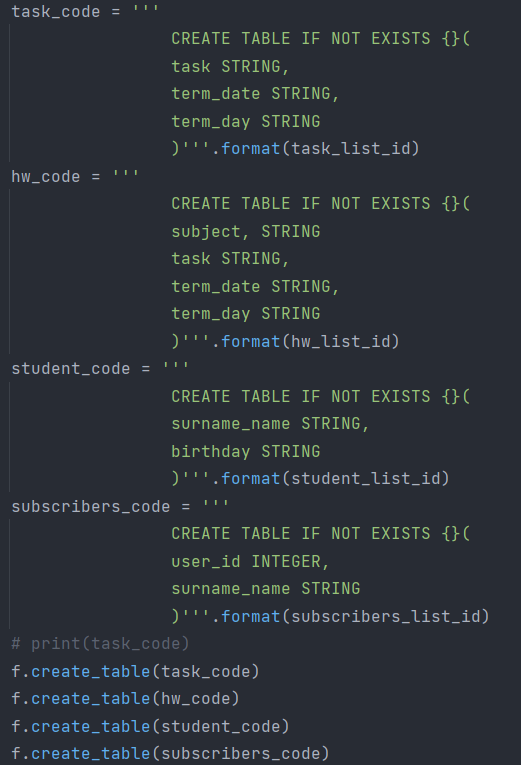 task_code = '''
CREATE TABLE IF NOT EXISTS {}(
task STRING,
term_date STRING,
term_day STRING
)'''.format(task_list_id)
hw_code = '''
CREATE TABLE IF NOT EXISTS {}(
subject, STRING
task STRING,
term_date STRING,
term_day STRING
)'''.format(hw_list_id)
student_code = '''
CREATE TABLE IF NOT EXISTS {}(
surname_name STRING,
birthday STRING
)'''.format(student_list_id)
subscribers_code = '''
CREATE TABLE IF NOT EXISTS {}(
user_id INTEGER,
surname_name STRING
)'''.format(subscribers_list_id)
# print(task_code)
f.create_table(task_code)
f.create_table(hw_code)
f.create_table(student_code)
f.create_table(subscribers_code)